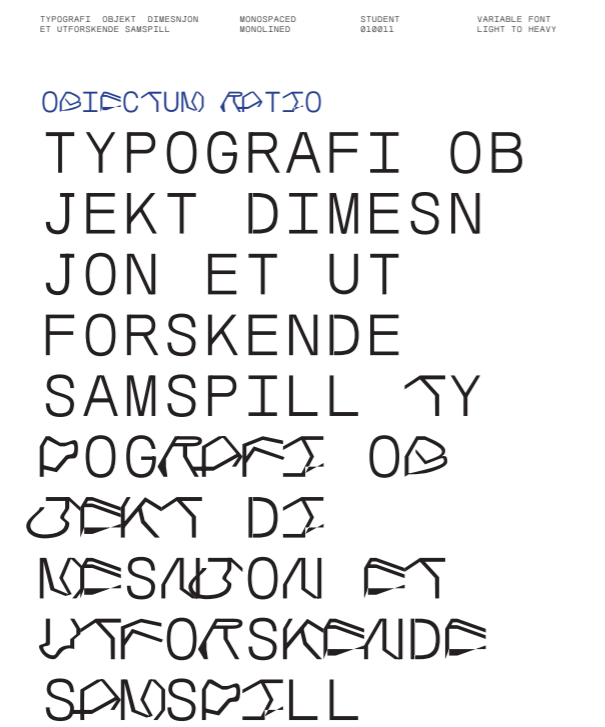 TYPOGRAFI OBJEKT DIMESNJON
ET UTFORSKENDE SAMSPILL
MONOSPACED
MONOLINED
STUDENT
010011
VARIABLE FONT
LIGHT TO HEAVY
OBIECTUM RATIO
TYPOGRAFI OB
JEKT DIMESN
JON ET UT
FORSKENDE
SAMSPILL TY
POGRAFI OB
JEKT DI
MESNJON ET
UTFORSKENDE
SAMSPILL